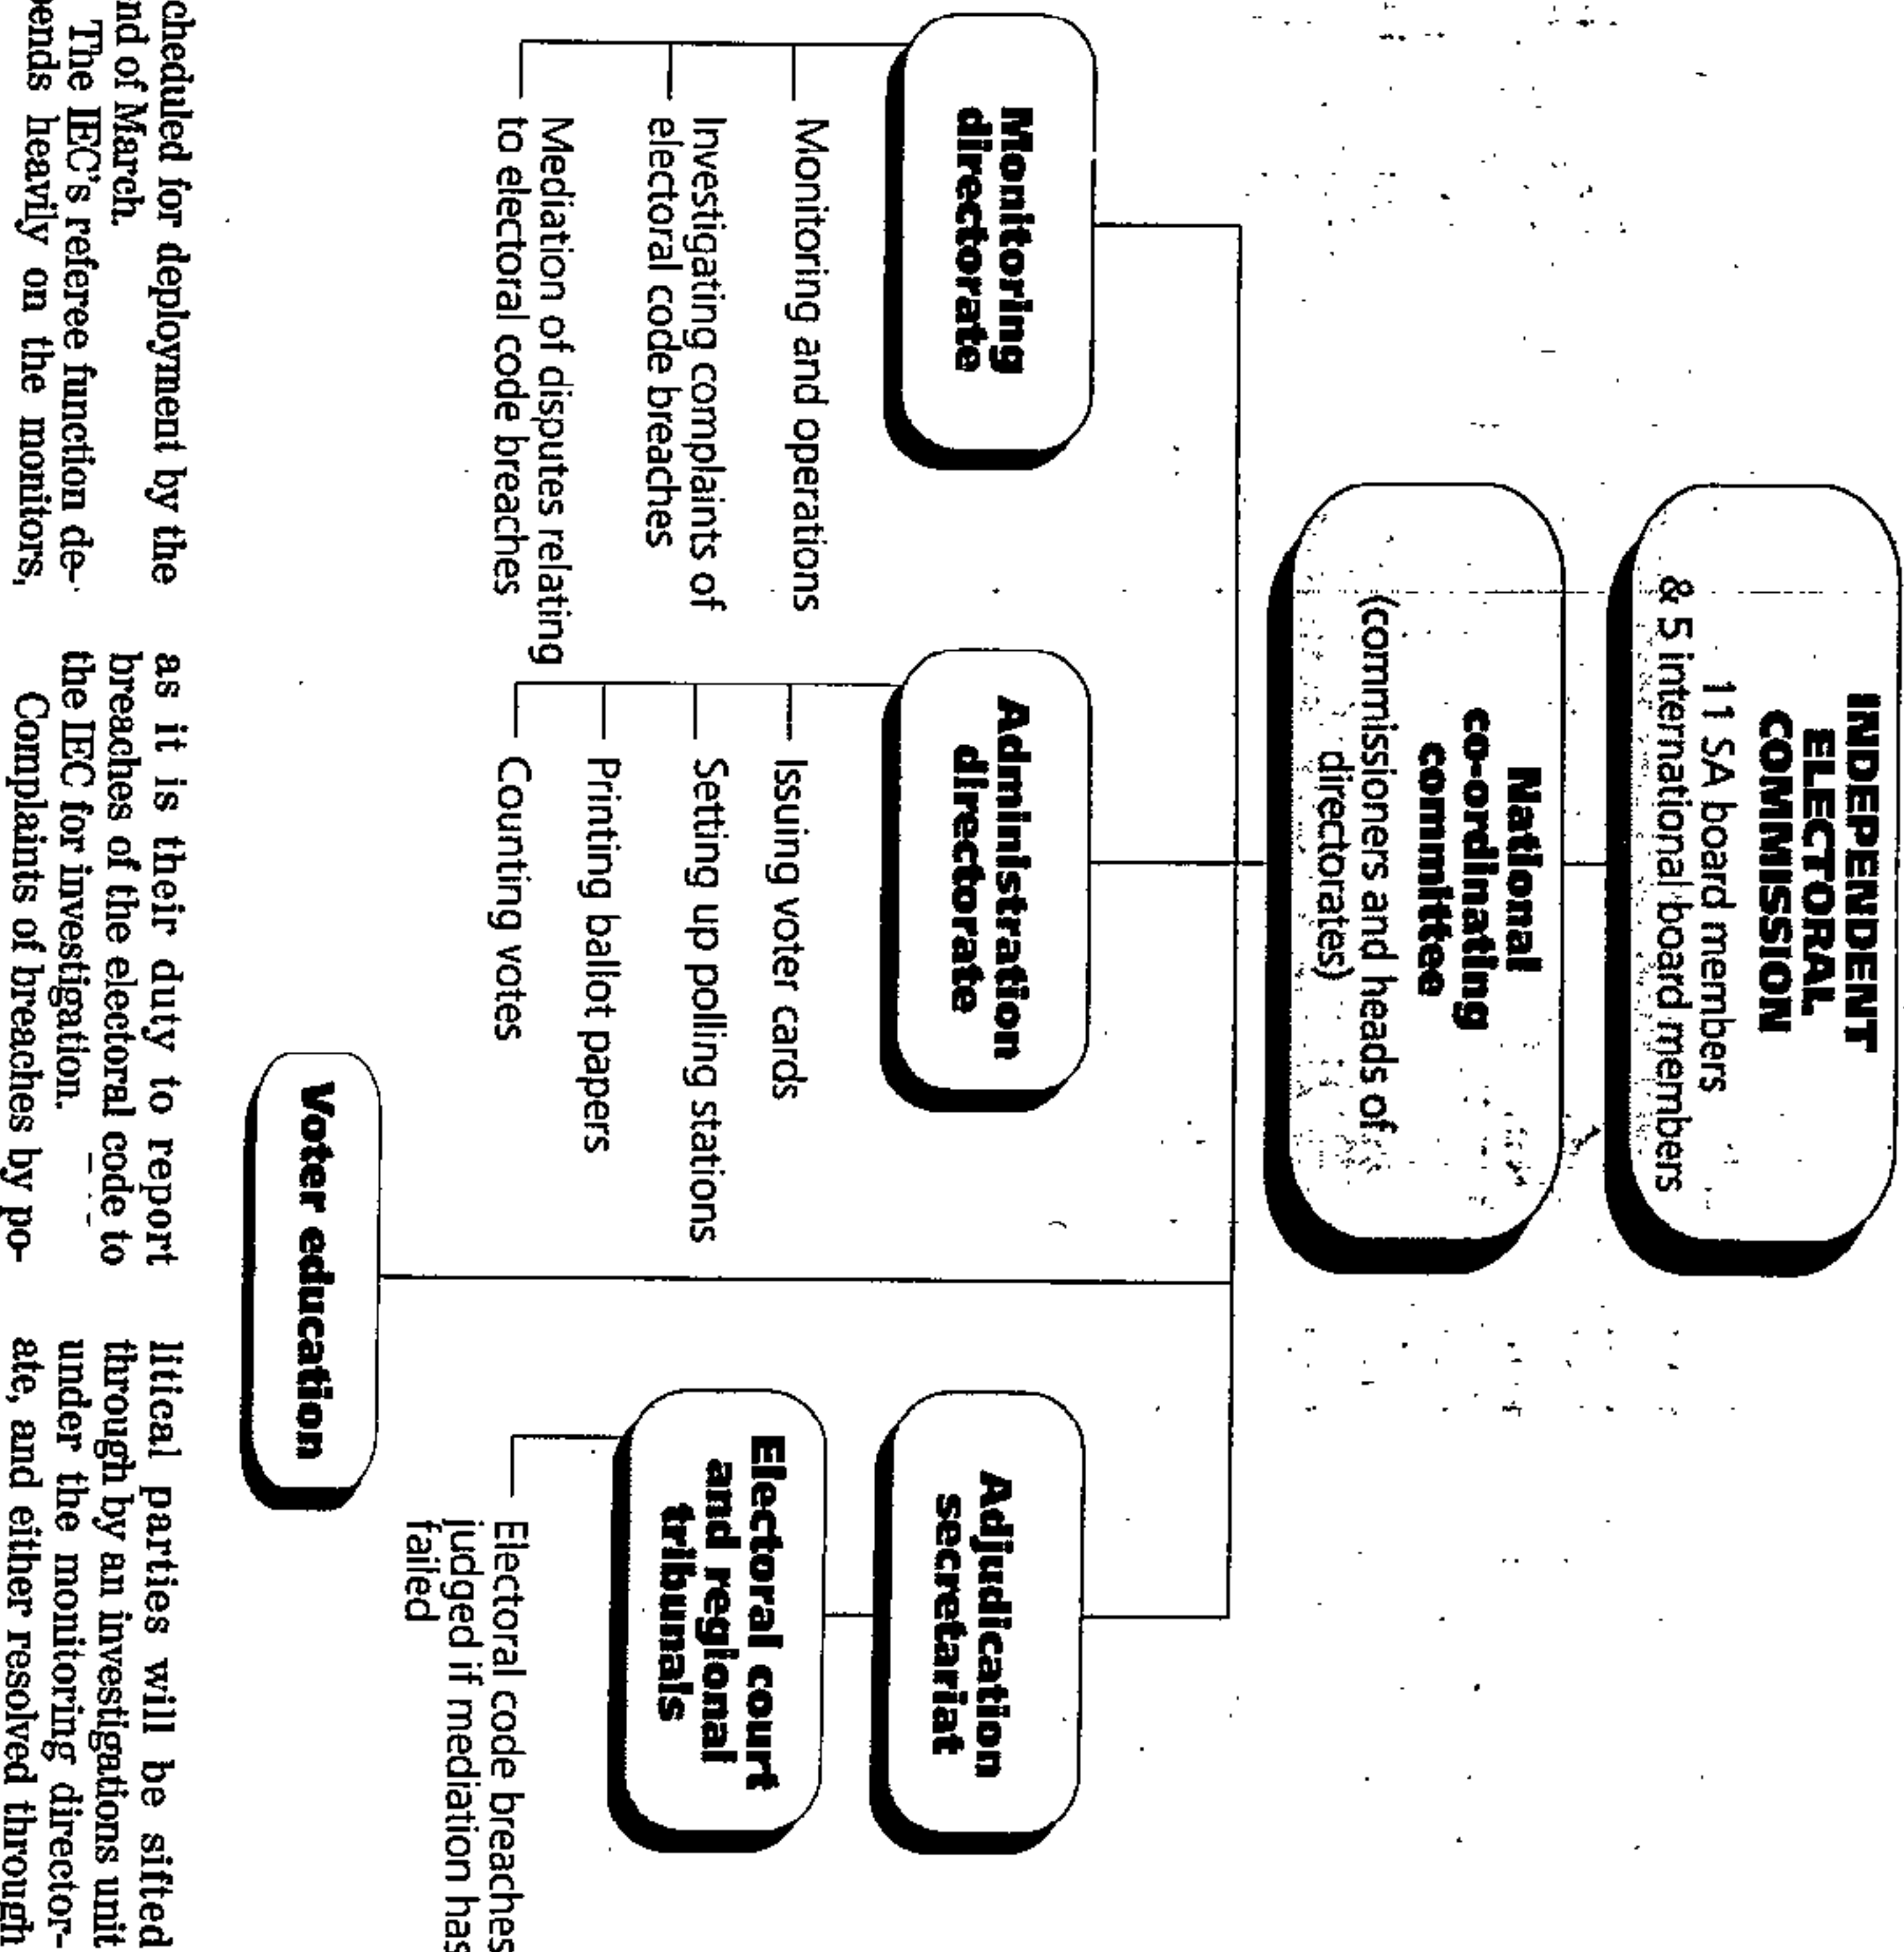 INDEPENDENT
ELECTORAL
COMMISSION
11 SA board members
& 5 international board members
National
co-ordinating
committee
(commissioners and heads of
directorates)
Monitoring
directorate
Monitoring and operations
Investigating complaints of
electoral code breaches
Mediation of disputes relating
to electoral code breaches
Administration
directorate
Issuing voter cards
Setting up polling stations
Printing ballot papers
Counting votes
Voter education
Adjudication
secretariat
Electoral court
and regional
tribunals
Electoral code breaches
judged if mediation has
failed
cheduled for deployment by the
nd of March.
The IEC's referee function de-
ends heavily on the monitors,
as it is their duty to report
breaches of the electoral code to
the IEC for investigation.
Complaints of breaches by po-
litical parties will be sifted
through by an investigations unit
under the monitoring director-
ate, and either resolved through